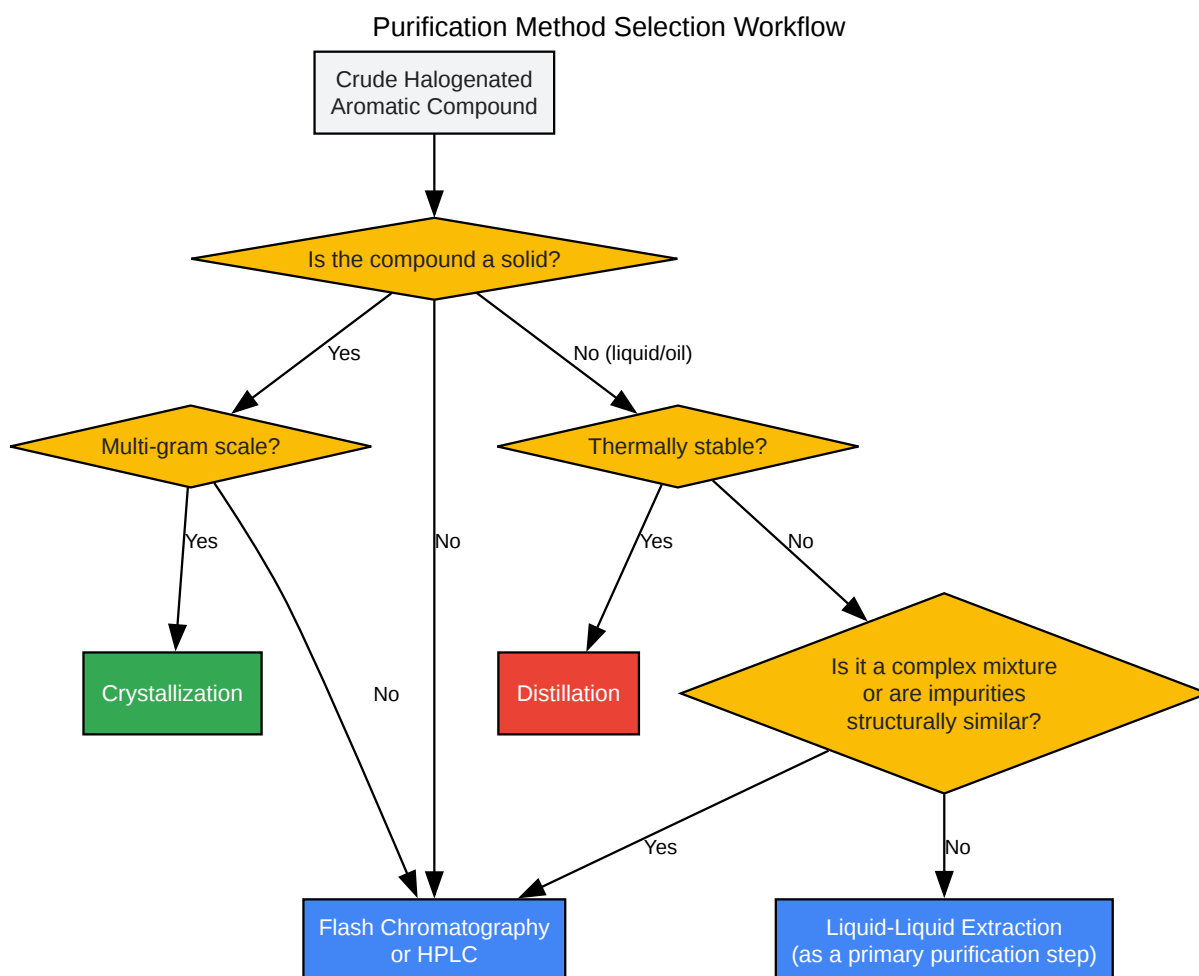 Purification Method Selection Workflow
Crude Halogenated
Aromatic Compound
Is the compound a solid?
Yes
No (liquid/oil)
Multi-gram scale?
Thermally stable?
Yes
No
Yes
No
Is it a complex mixture
or are impurities
structurally similar?
Crystallization
No
Distillation
Yes
No
Flash Chromatography
or HPLC
Liquid-Liquid Extraction
(as a primary purification step)